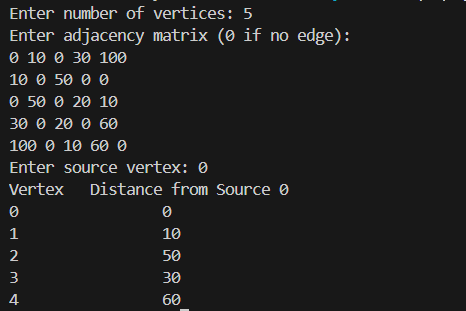 Enter number of vertices: 5
Enter adjacency matrix (0 if no edge):
0 10 0 30 100
10 0 50 0 0
0 50 0 20 10
30 0 20 0 60
100 0 10 60 0
Enter source vertex: 0
Vertex   Distance from Source 0
0               0
1               10
2               50
3               30
4               60